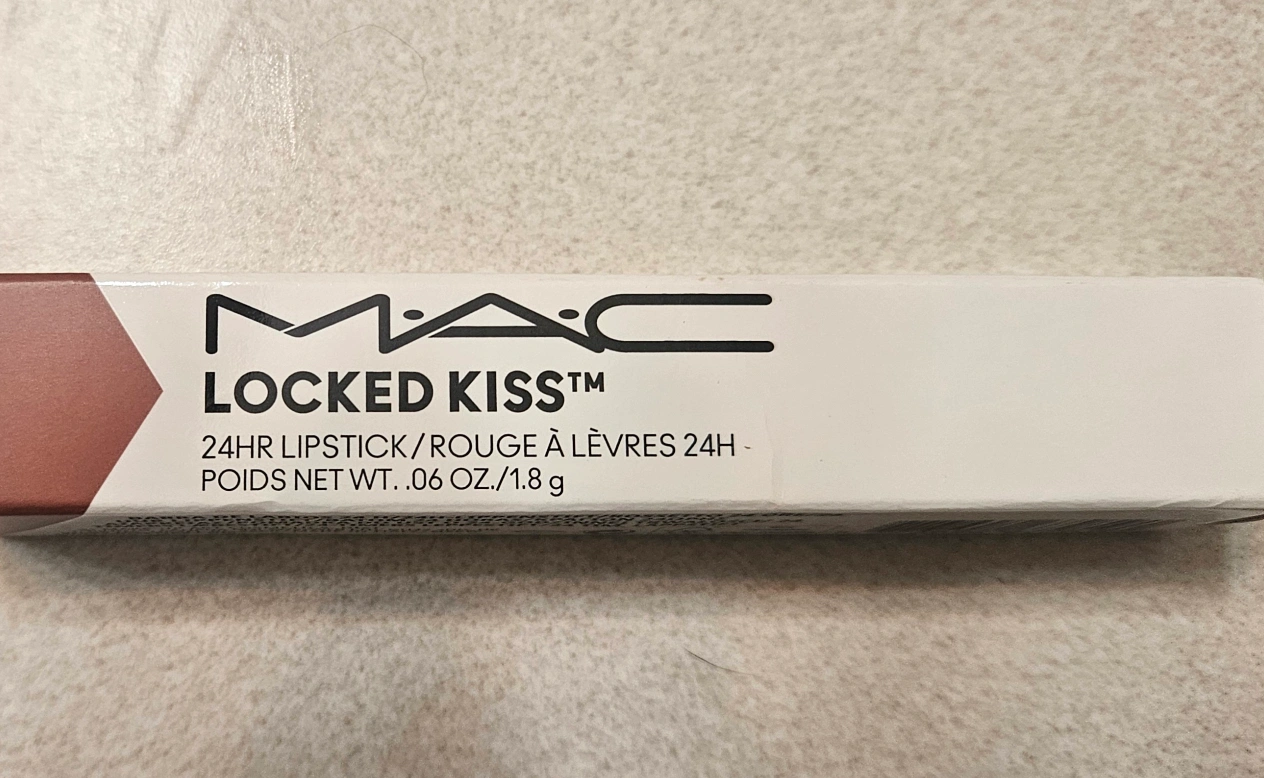 M·A·C
LOCKED KISS™
24HR LIPSTICK/ROUGE À LÈVRES 24H
POIDS NET WT. .06 OZ./1.8 g